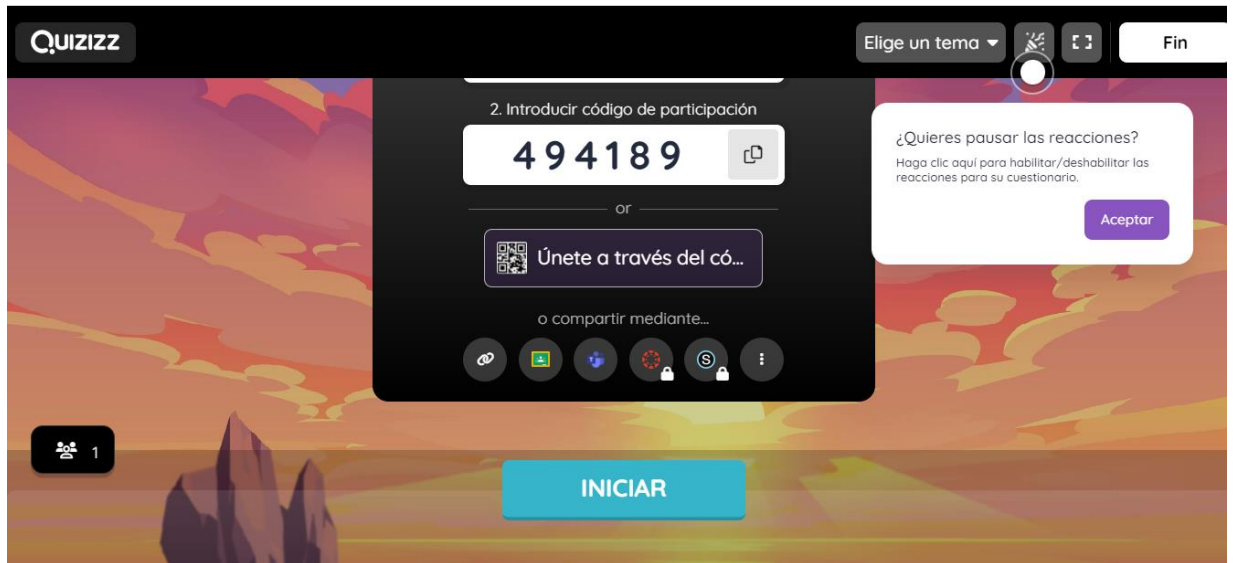 QUIZIZZ
Elige un tema
Fin
2. Introducir código de participación
494189
or
Únete a través del có...
o compartir mediante...
S
1
INICIAR
¿Quieres pausar las reacciones?
Haga clic aquí para habilitar/deshabilitar las
reacciones para su cuestionario.
Aceptar